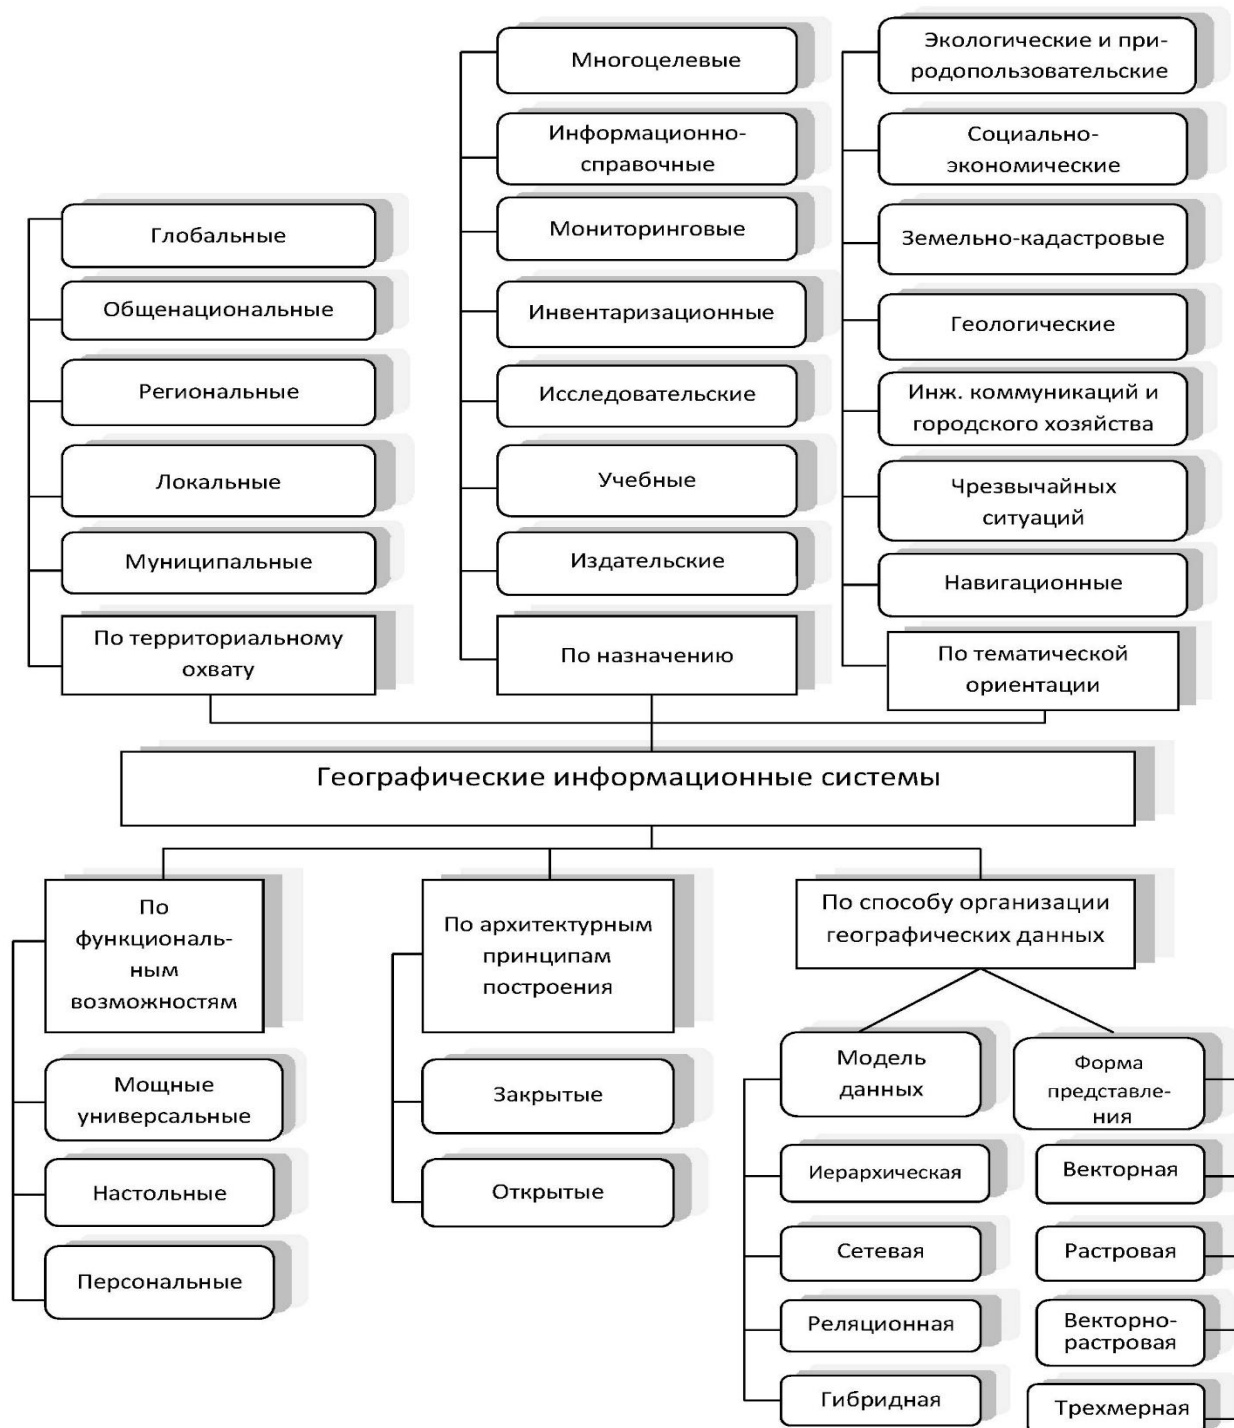 Глобальные
Общенациональные
Региональные
Локальные
Муниципальные
По территориальному
охвату
Многоцелевые
Информационно-
справочные
Мониторинговые
Инвентаризационные
Исследовательские
Учебные
Издательские
По назначению
Экологические и при-
родопользовательские
Социально-
экономические
Земельно-кадастровые
Геологические
Инж. коммуникаций и
городского хозяйства
Чрезвычайных
ситуаций
Навигационные
По тематической
ориентации
Географические информационные системы
По
функциональ-
ным
возможностям
Мощные
универсальные
Настольные
Персональные
По архитектурным
принципам
построения
Закрытые
Открытые
По способу организации
географических данных
Модель
данных
Иерархическая
Сетевая
Реляционная
Гибридная
Форма
представле-
ния
Векторная
Растровая
Векторно-
растровая
Трехмерная